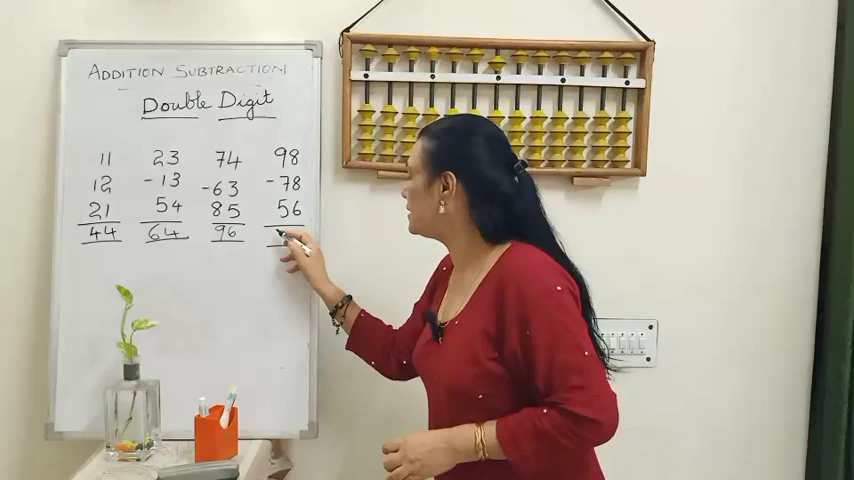 ADDITION SUBTRACTION
Double Digit
11 23 74 98
12 -13 -63 -78
21 54 85 56
44 64 96